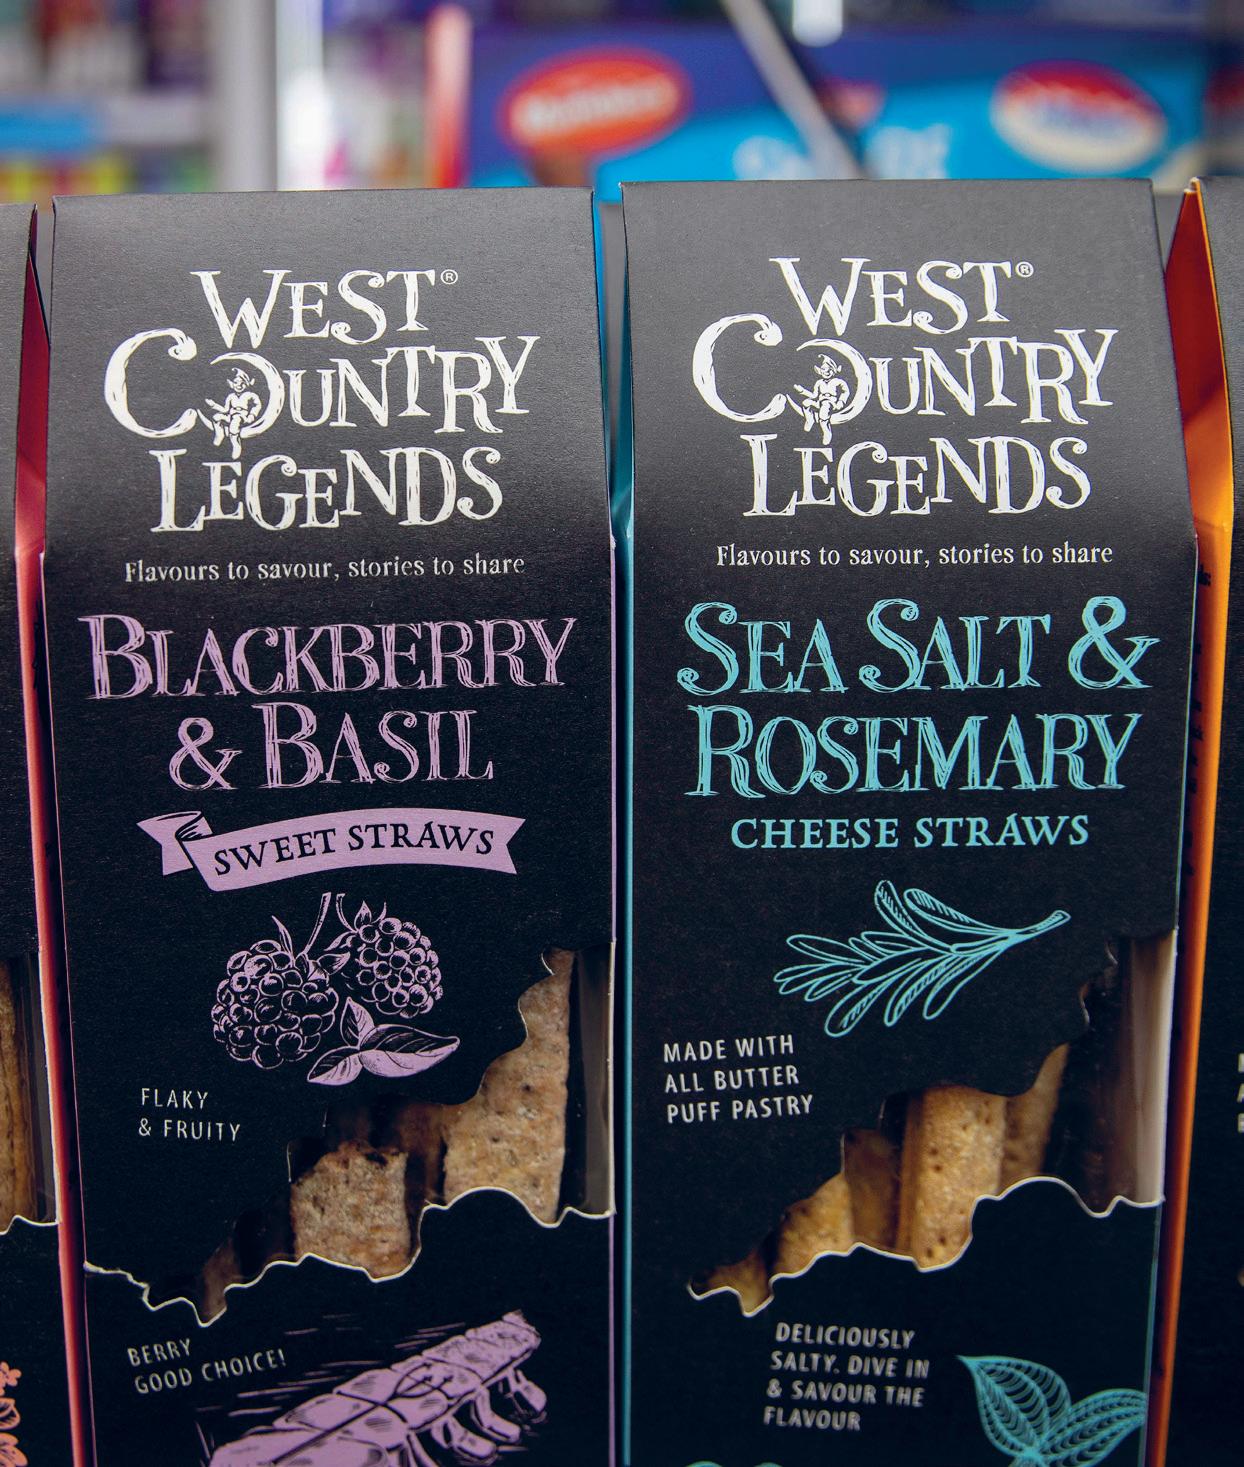 WEST®
COUNTRY
LEGENDS
Flavours to savour, stories to share
BLACKBERRY
& BASIL
SWEET STRAWS
FLAKY
& FRUITY
BERRY
GOOD CHOICE!
WEST®
COUNTRY
LEGENDS
Flavours to savour, stories to share
SEA SALT &
ROSEMARY
CHEESE STRAWS
MADE WITH
ALL BUTTER
PUFF PASTRY
DELICIOUSLY
SALTY. DIVE IN
& SAVOUR THE
FLAVOUR